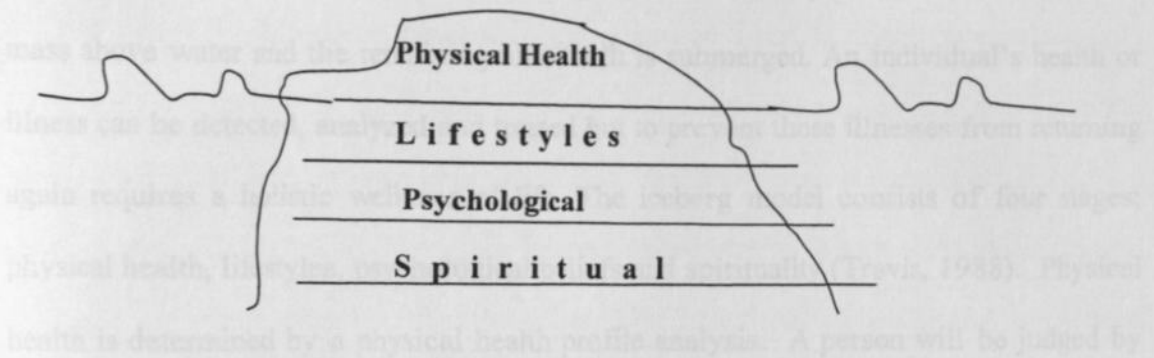 Physical Health
mass above water and the is submerged. An individual's health or
Lifestyles
illness can be detected, analyzed and treated but to prevent these illnesses from returning
again requires a holistic The iceberg model consists of four stages:
Psychological
physical health, lifestyles, spirituality (Travis, 1988). Physical
Spiritual
health is determined by a physical health profile analysis. A person will be judged by